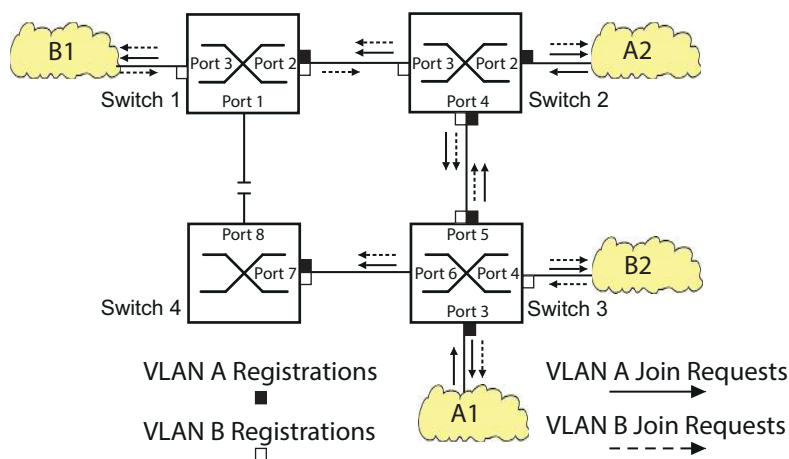 B1
A2
Port 3 Port 2
Port 1
Switch 1
Port 3 Port 2
Port 4
Switch 2
Port 8
Port 7
Switch 4
Port 5
Port 6 Port 4
Port 3
Switch 3
B2
A1
VLAN A Registrations
VLAN B Registrations
VLAN A Join Requests
VLAN B Join Requests